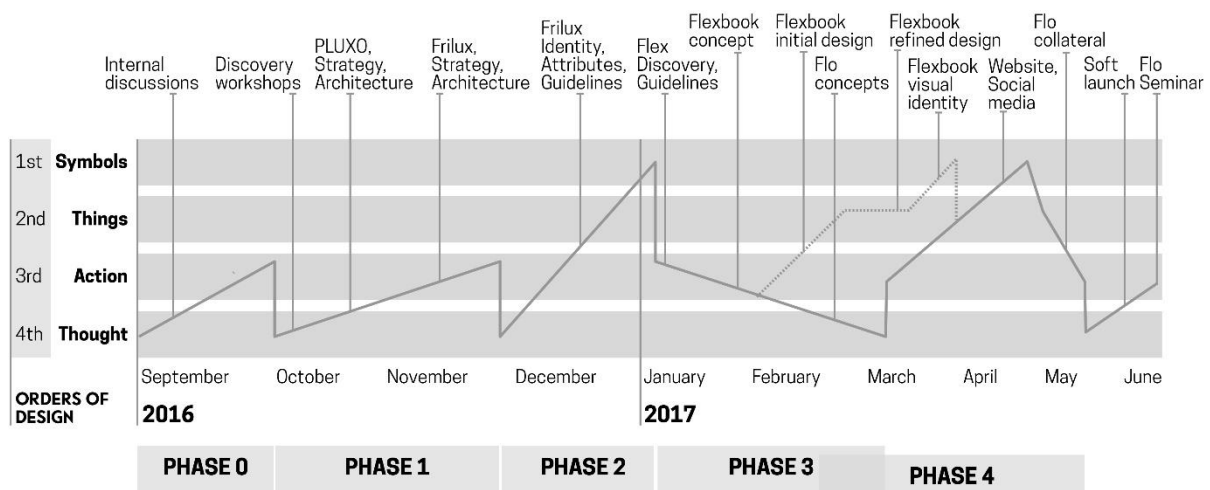 Internal
discussions
Discovery
workshops
PLUXO,
Strategy,
Architecture
Frilux,
Strategy,
Architecture
Frilux
Identity,
Attributes,
Guidelines
Flex
Discovery,
Guidelines
Flexbook
concept
Flexbook
initial design
Flo
concepts
Flexbook
refined design
Flexbook
visual
identity
Website,
Social
media
Flo
collateral
Soft
launch
Flo
Seminar
1st Symbols
2nd Things
3rd Action
4th Thought
ORDERS OF
DESIGN
September October November December January February March April May June
2016 2017
PHASE 0 PHASE 1 PHASE 2 PHASE 3 PHASE 4